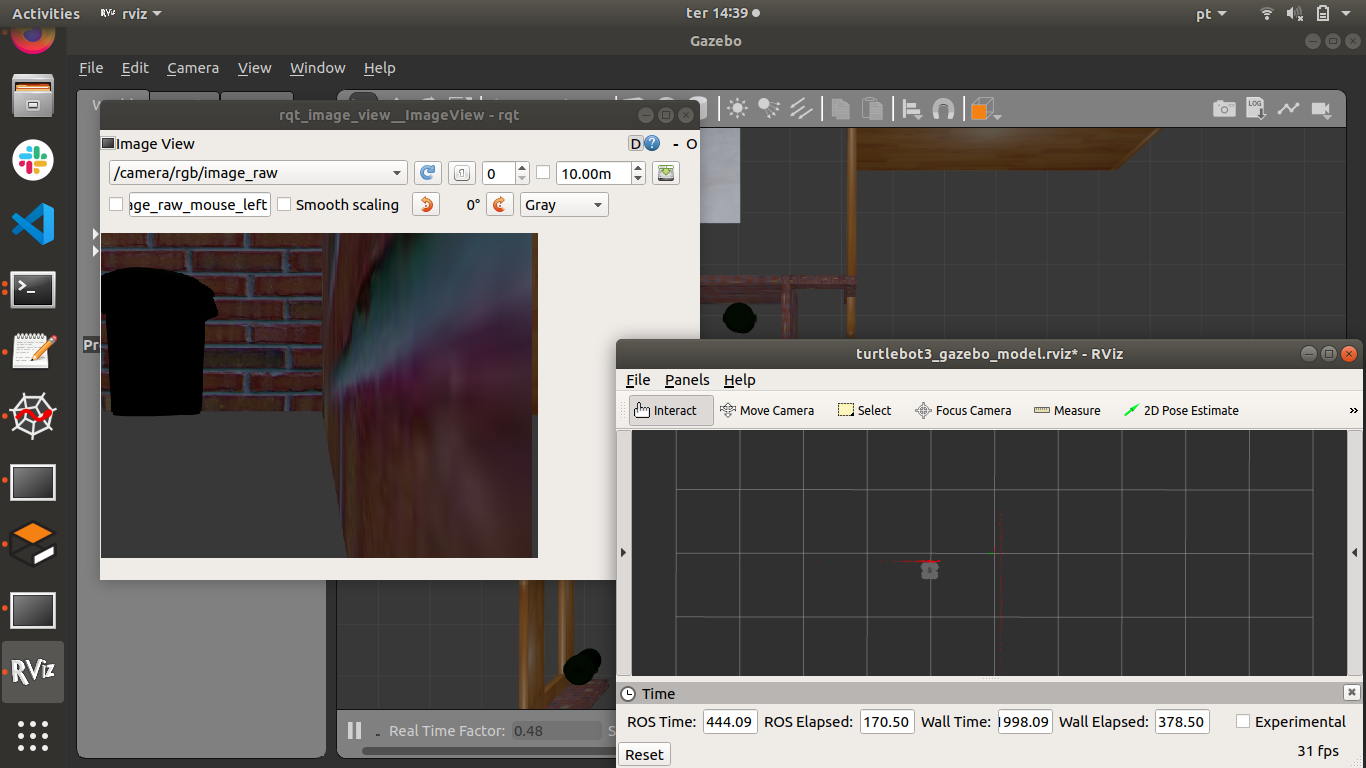 Activities rviz ter 14:39 pt
Gazebo
File Edit Camera View Window Help
LOG
rqt_image_view__ImageView - rqt
Image View D ? - O
/camera/rgb/image_raw 0 10.00m
age_raw_mouse_left Smooth scaling 0° Gray
Pr
turtlebot3_gazebo_model.rviz* - RViz
File Panels Help
Interact Move Camera Select Focus Camera Measure 2D Pose Estimate »
Time
ROS Time: 444.09 ROS Elapsed: 170.50 Wall Time: 1998.09 Wall Elapsed: 378.50 Experimental
Reset 31 fps
Real Time Factor: 0.48 S
RViz